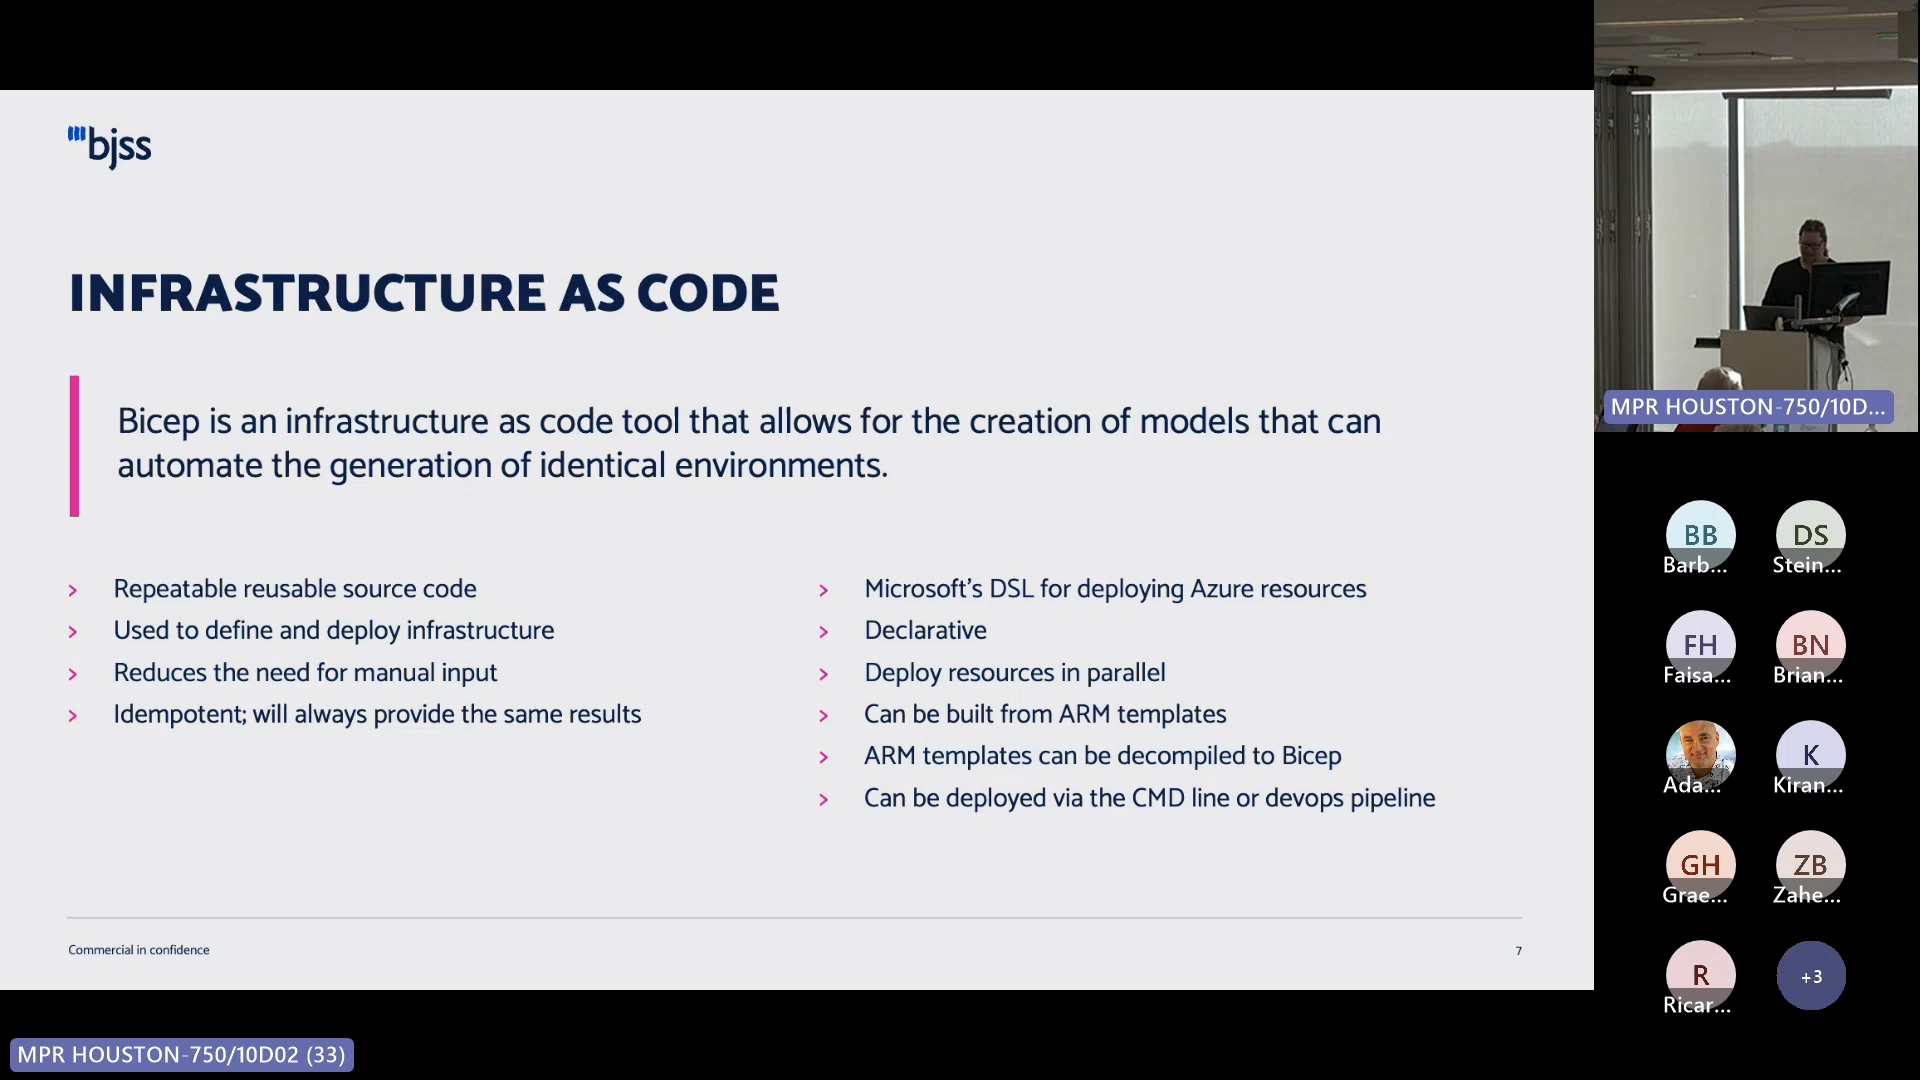 bjss
INFRASTRUCTURE AS CODE
Bicep is an infrastructure as code tool that allows for the creation of models that can
automate the generation of identical environments.
> Repeatable reusable source code
> Used to define and deploy infrastructure
> Reduces the need for manual input
> Idempotent; will always provide the same results
> Microsoft's DSL for deploying Azure resources
> Declarative
> Deploy resources in parallel
> Can be built from ARM templates
> ARM templates can be decompiled to Bicep
> Can be deployed via the CMD line or devops pipeline
Commercial in confidence
7
MPR HOUSTON-750/10D02 (33)
MPR HOUSTON-750/10D...
BB
Barb...
DS
Stein...
FH
Faisa...
BN
Brian...
Ada...
K
Kiran...
GH
Grae...
ZB
Zahe...
R
Ricar...
+3